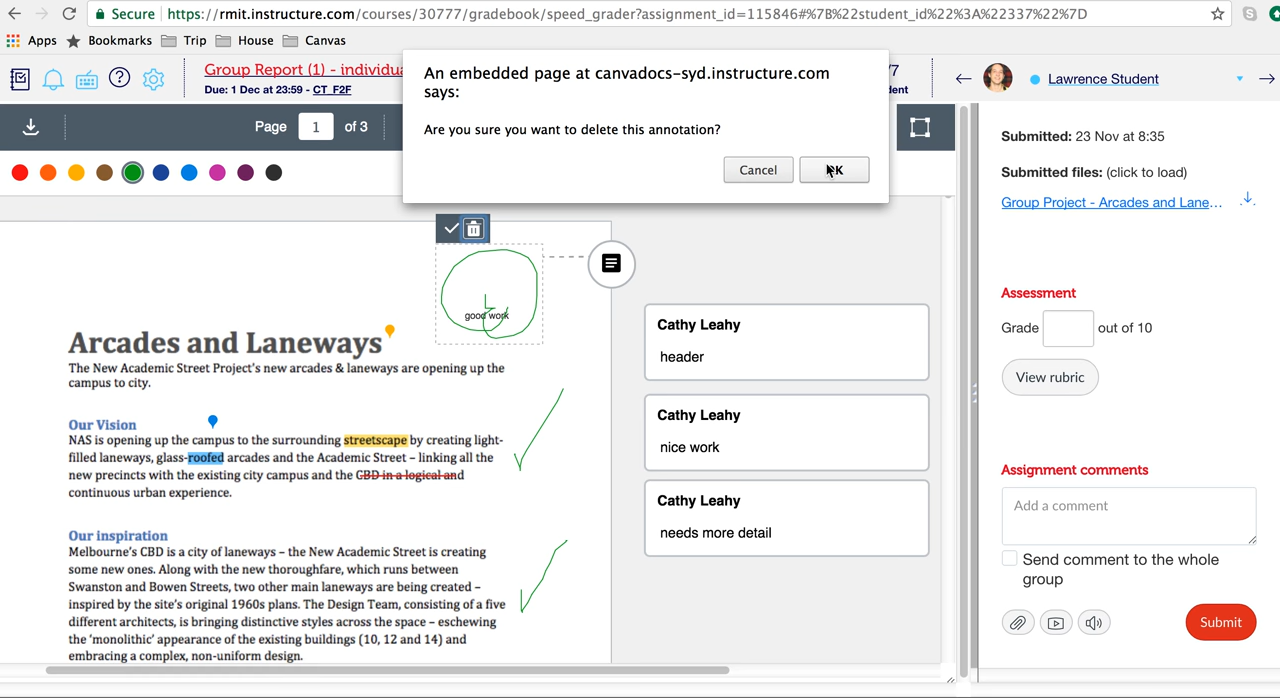 Secure https://rmit.instructure.com/courses/30777/gradebook/speed_grader?assignment_id=115846#%7B%22student_id%22%3A%22337%22%7D
Apps Bookmarks Trip House Canvas
Group Report (1) - individua
Due: 1 Dec at 23:59 - CT_F2F
/7
dent
Lawrence Student
An embedded page at canvadocs-syd.instructure.com
says:
Are you sure you want to delete this annotation?
Cancel
Page 1 of 3
good work
Arcades and Laneways
The New Academic Street Project's new arcades & laneways are opening up the
campus to city.
Our Vision
NAS is opening up the campus to the surrounding streetscape by creating light-
filled laneways, glass-roofed arcades and the Academic Street – linking all the
new precincts with the existing city campus and the CBD in a logical and
continuous urban experience.
Our inspiration
Melbourne's CBD is a city of laneways – the New Academic Street is creating
some new ones. Along with the new thoroughfare, which runs between
Swanston and Bowen Streets, two other main laneways are being created –
inspired by the site's original 1960s plans. The Design Team, consisting of a five
different architects, is bringing distinctive styles across the space – eschewing
the 'monolithic' appearance of the existing buildings (10, 12 and 14) and
embracing a complex, non-uniform design.
Cathy Leahy
header
Cathy Leahy
nice work
Cathy Leahy
needs more detail
Submitted: 23 Nov at 8:35
Submitted files: (click to load)
Group Project - Arcades and Lane...
Assessment
Grade out of 10
View rubric
Assignment comments
Add a comment
Send comment to the whole
group
Submit